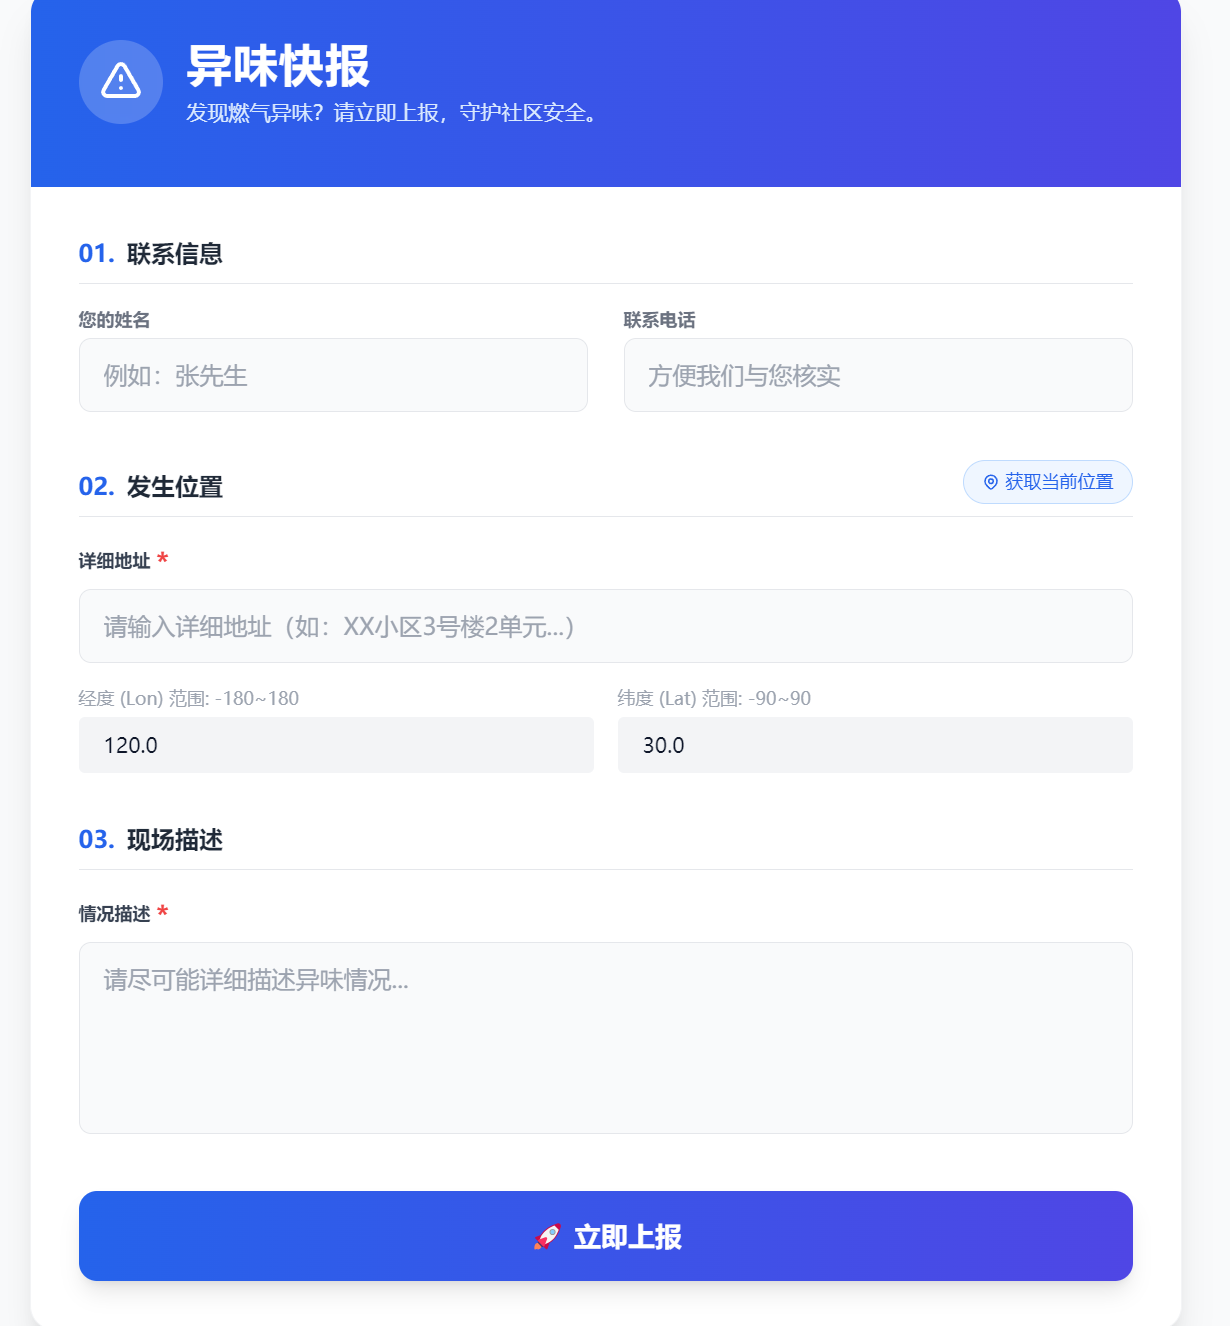 异味快报
发现燃气异味？请立即上报，守护社区安全。
01. 联系信息
您的姓名
联系电话
例如：张先生
方便我们与您核实
02. 发生位置
获取当前位置
详细地址 *
请输入详细地址（如：XX小区3号楼2单元...）
经度 (Lon) 范围: -180~180
纬度 (Lat) 范围: -90~90
120.0
30.0
03. 现场描述
情况描述 *
请尽可能详细描述异味情况...
🚀 立即上报